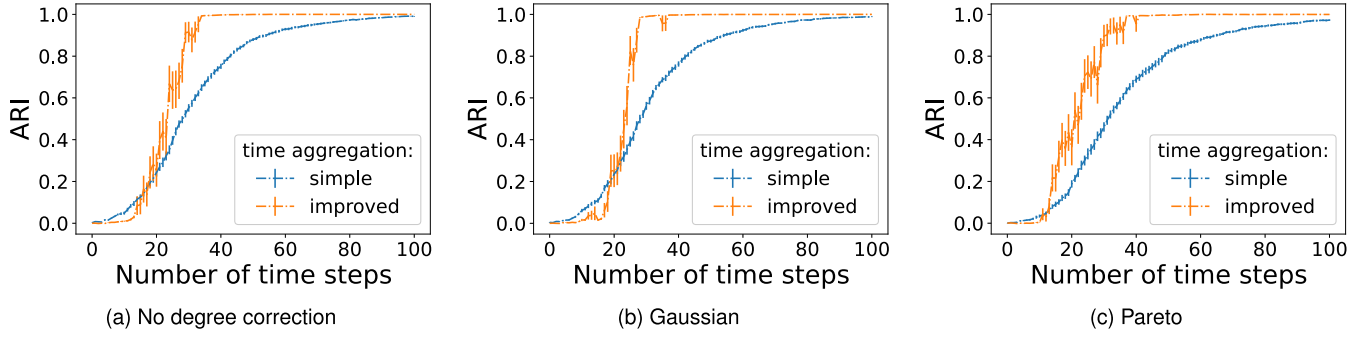 ARI
1.0
0.8
0.6
0.4
0.2
0.0
time aggregation:
simple
improved
0 20 40 60 80 100
Number of time steps
(a) No degree correction
ARI
1.0
0.8
0.6
0.4
0.2
0.0
time aggregation:
simple
improved
0 20 40 60 80 100
Number of time steps
(b) Gaussian
ARI
1.0
0.8
0.6
0.4
0.2
0.0
time aggregation:
simple
improved
0 20 40 60 80 100
Number of time steps
(c) Pareto